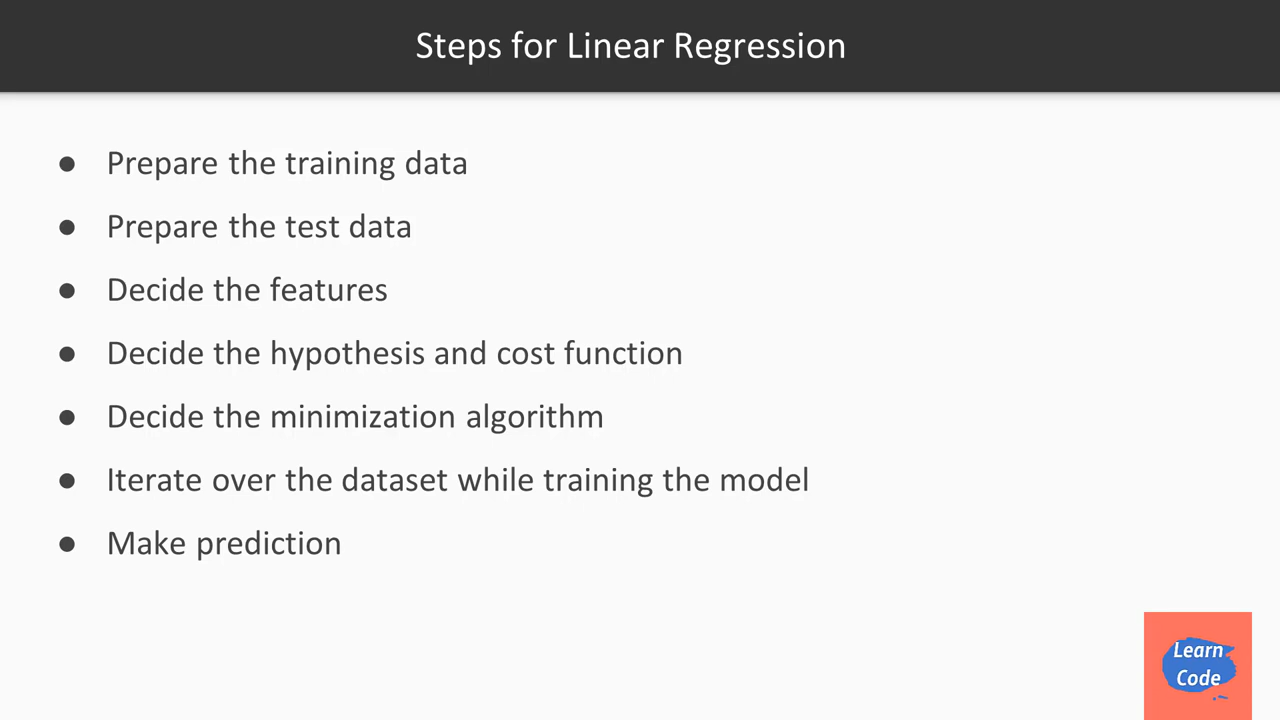 Steps for Linear Regression
● Prepare the training data
● Prepare the test data
● Decide the features
● Decide the hypothesis and cost function
● Decide the minimization algorithm
● Iterate over the dataset while training the model
● Make prediction
Learn
Code